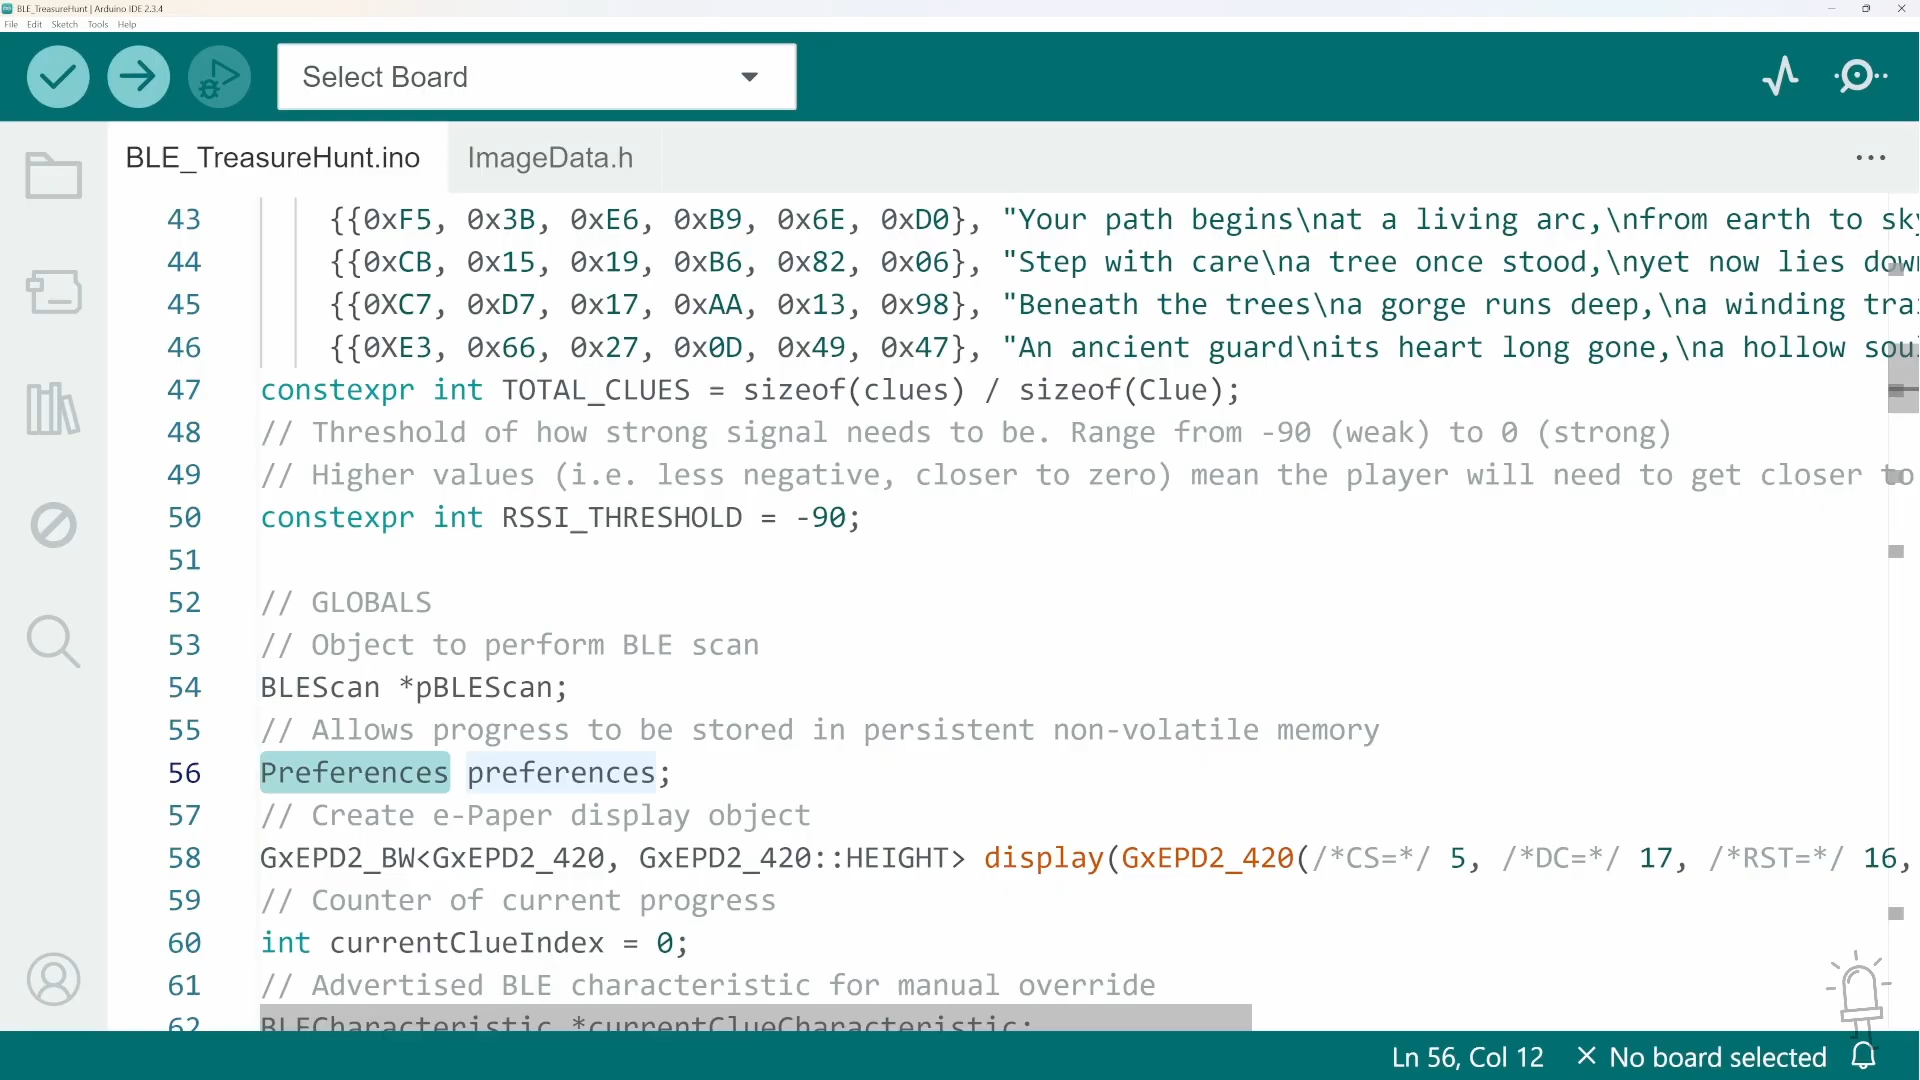 BLE_TreasureHunt | Arduino IDE 2.3.4
File Edit Sketch Tools Help
Select Board
BLE_TreasureHunt.ino ImageData.h
43 {{0xF5, 0x3B, 0xE6, 0xB9, 0x6E, 0xD0}, "Your path begins\nat a living arc,\nfrom earth to sky
44 {{0xCB, 0x15, 0x19, 0xB6, 0x82, 0x06}, "Step with care\na tree once stood,\nyet now lies down
45 {{0XC7, 0xD7, 0x17, 0xAA, 0x13, 0x98}, "Beneath the trees\na gorge runs deep,\na winding trai
46 {{0XE3, 0x66, 0x27, 0x0D, 0x49, 0x47}, "An ancient guard\nits heart long gone,\na hollow soul
47 constexpr int TOTAL_CLUES = sizeof(clues) / sizeof(Clue);
48 // Threshold of how strong signal needs to be. Range from -90 (weak) to 0 (strong)
49 // Higher values (i.e. less negative, closer to zero) mean the player will need to get closer to
50 constexpr int RSSI_THRESHOLD = -90;
51
52 // GLOBALS
53 // Object to perform BLE scan
54 BLEScan *pBLEScan;
55 // Allows progress to be stored in persistent non-volatile memory
56 Preferences preferences;
57 // Create e-Paper display object
58 GxEPD2_BW<GxEPD2_420, GxEPD2_420::HEIGHT> display(GxEPD2_420(/*CS=*/ 5, /*DC=*/ 17, /*RST=*/ 16,
59 // Counter of current progress
60 int currentClueIndex = 0;
61 // Advertised BLE characteristic for manual override
62 BLECharacteristic *currentClueCharacteristic;
Ln 56, Col 12 No board selected